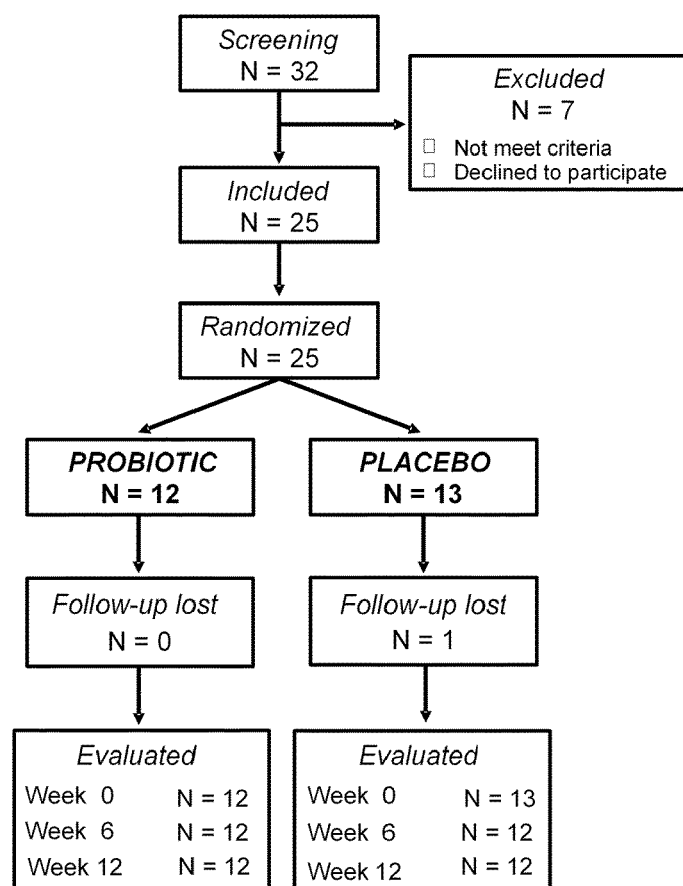 Screening
N = 32
Excluded
N = 7
Not meet criteria
Declined to participate
Included
N = 25
Randomized
N = 25
PROBIOTIC
N = 12
PLACEBO
N = 13
Follow-up lost
N = 0
Follow-up lost
N = 1
Evaluated
Week 0 N = 12
Week 6 N = 12
Week 12 N = 12
Evaluated
Week 0 N = 13
Week 6 N = 12
Week 12 N = 12